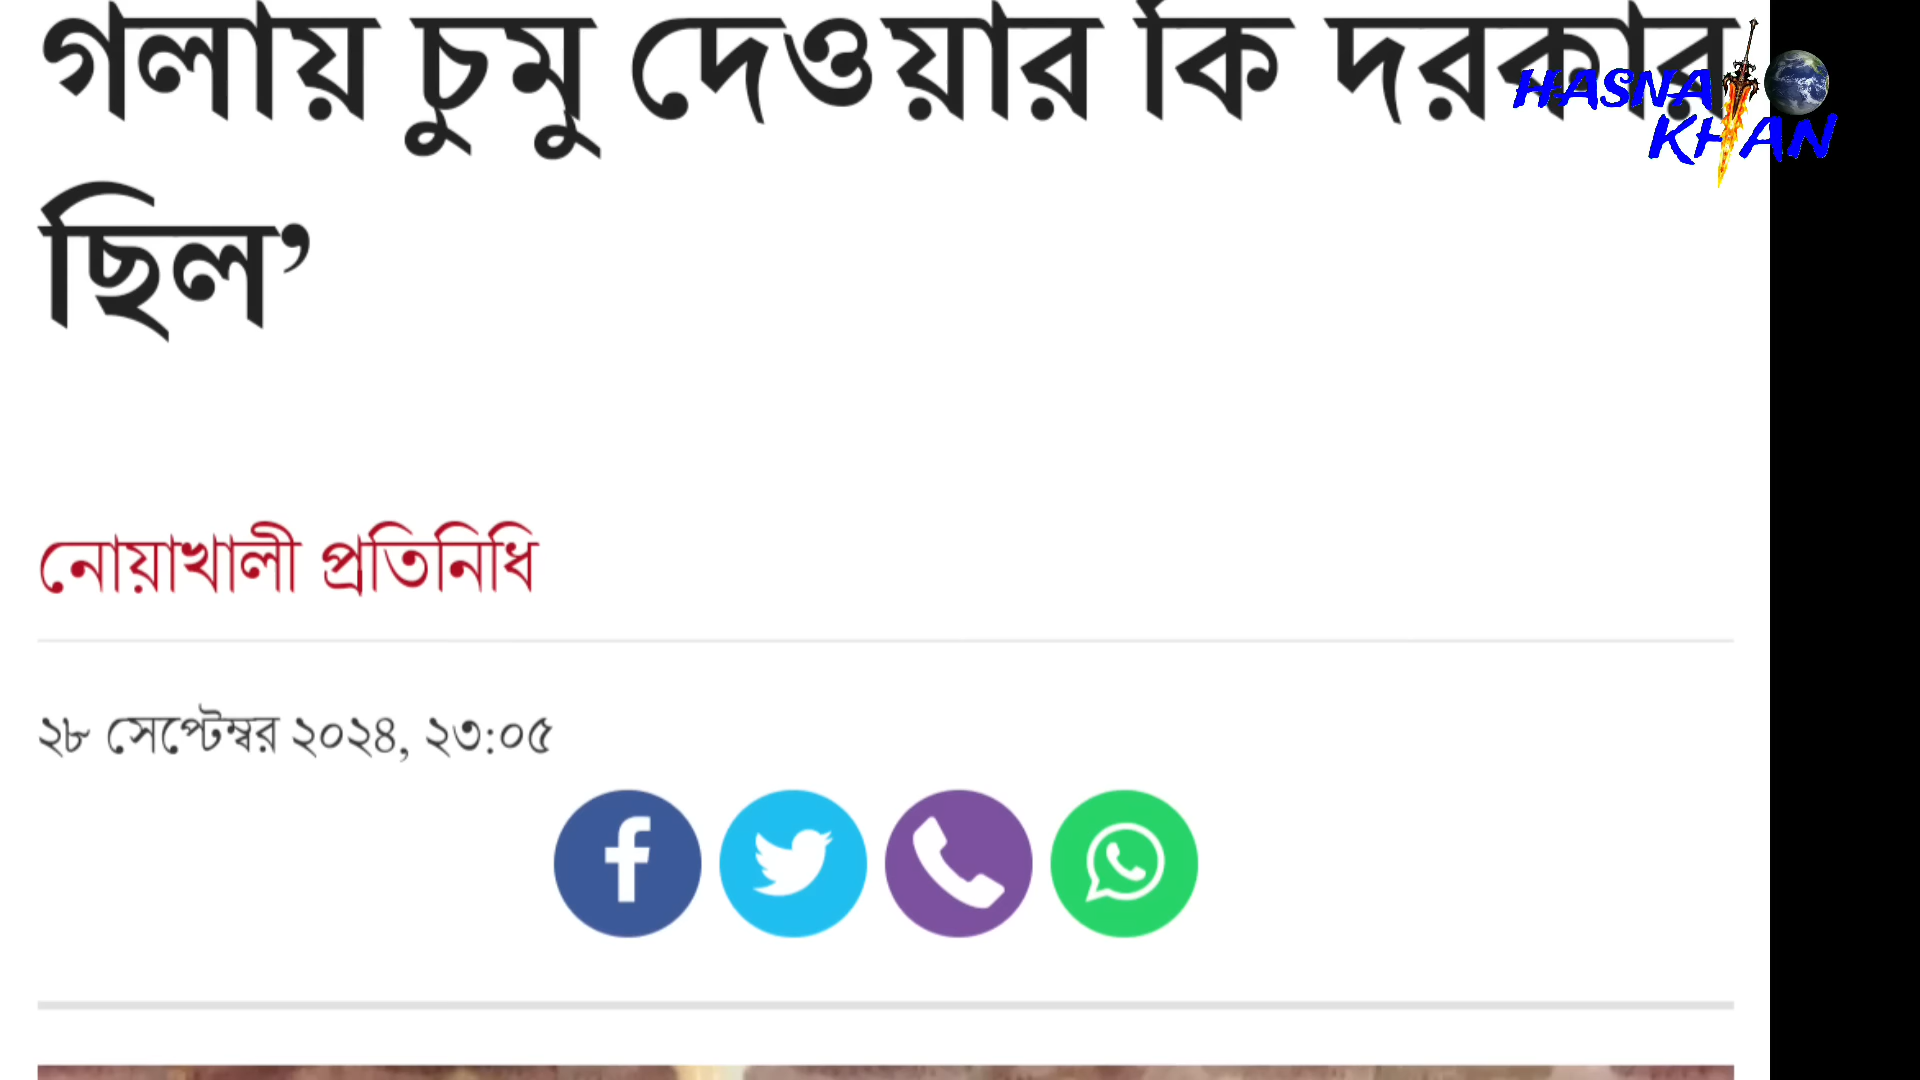 গলায় চুমু দেওয়ার কি দরকার
ছিল’
HASNA
KHAN
নোয়াখালী প্রতিনিধি
২৮ সেপ্টেম্বর ২০২৪, ২৩:০৫